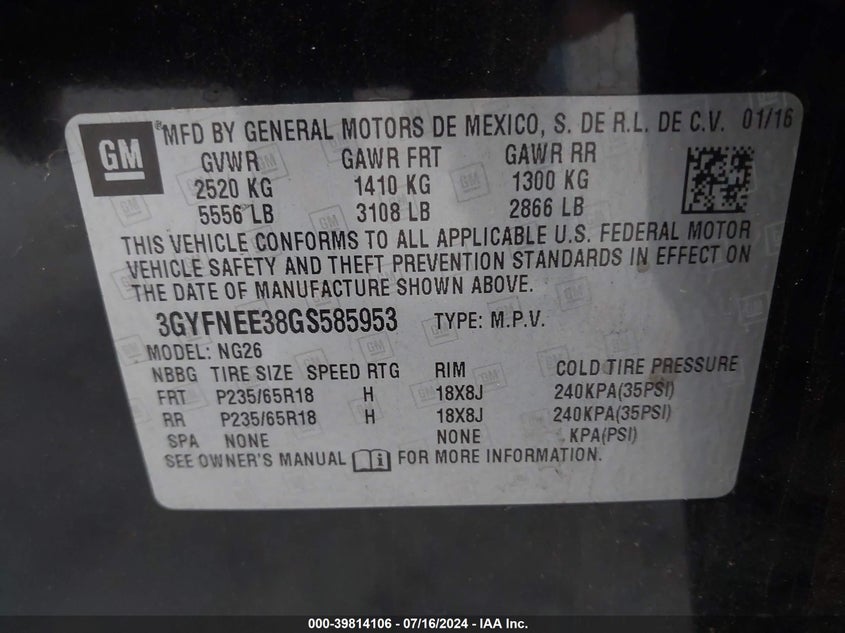 GM
®MFD BY GENERAL MOTORS DE MEXICO, S. DE R.L. DE C.V. 01/16
GVWR GAWR FRT GAWR RR
2520 KG 1410 KG 1300 KG
5556 LB 3108 LB 2866 LB
THIS VEHICLE CONFORMS TO ALL APPLICABLE U.S. FEDERAL MOTOR
VEHICLE SAFETY AND THEFT PREVENTION STANDARDS IN EFFECT ON
THE DATE OF MANUFACTURE SHOWN ABOVE.
3GYFNEE38GS585953 TYPE: M.P.V.
MODEL: NG26
NBBG TIRE SIZE SPEED RTG RIM COLD TIRE PRESSURE
FRT P235/65R18 H 18X8J 240KPA(35PSI)
RR P235/65R18 H 18X8J 240KPA(35PSI)
SPA NONE NONE KPA(PSI)
SEE OWNER'S MANUAL i FOR MORE INFORMATION.
000-39814106 - 07/16/2024 - IAA Inc.